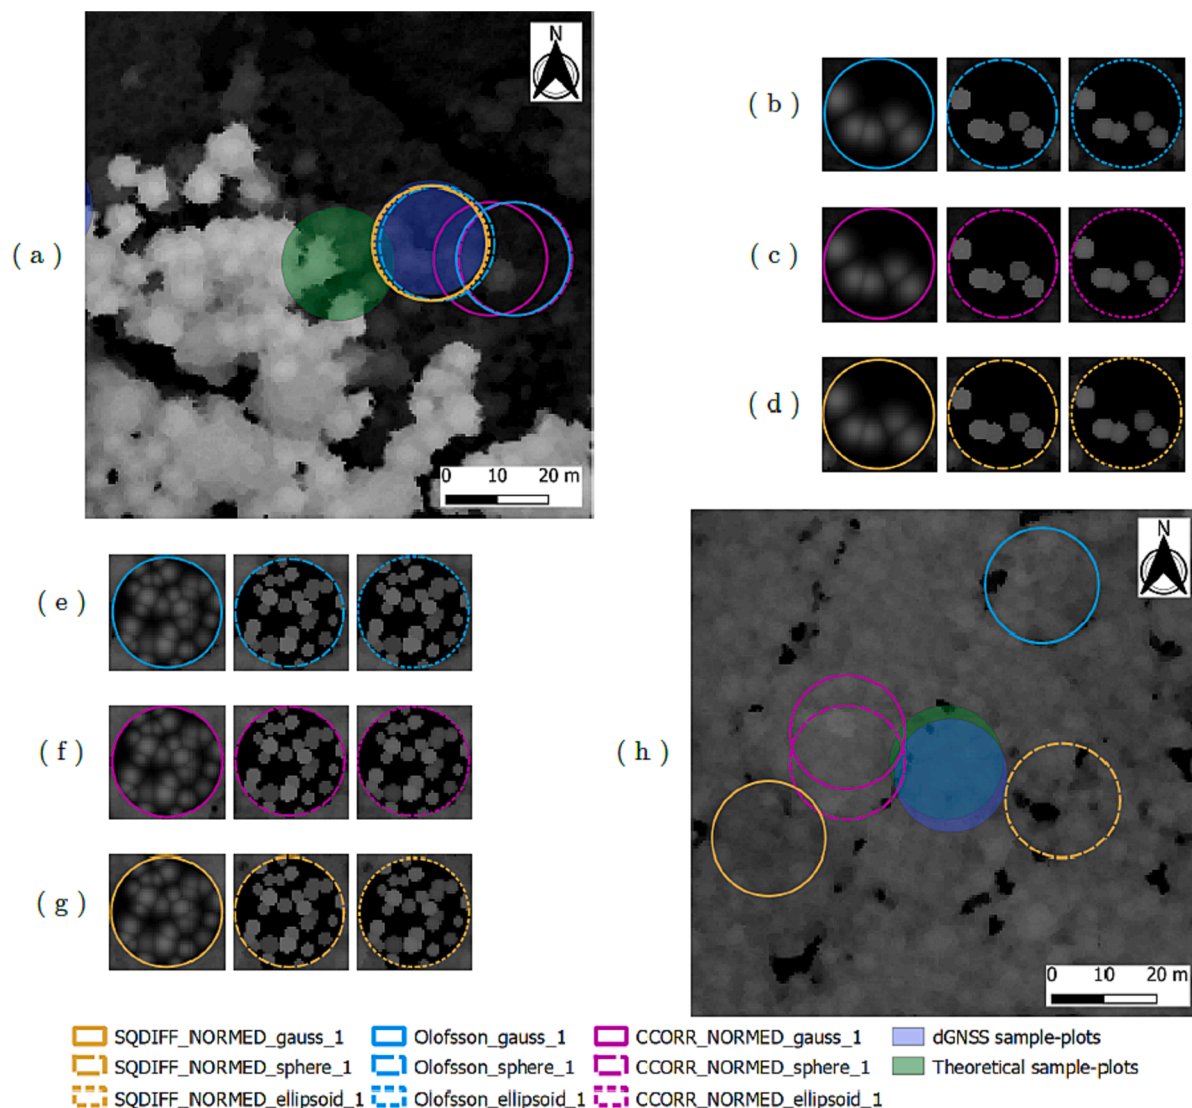 N
( a )
0 10 20 m
( b )
( c )
( d )
( e )
( f )
( g )
N
( h )
0 10 20 m
SQDIFF_NORMED_gauss_1 Olofsson_gauss_1 CCORR_NORMED_gauss_1 dGNSS sample-plots
SQDIFF_NORMED_sphere_1 Olofsson_sphere_1 CCORR_NORMED_sphere_1 Theoretical sample-plots
SQDIFF_NORMED_ellipsoid_1 Olofsson_ellipsoid_1 CCORR_NORMED_ellipsoid_1